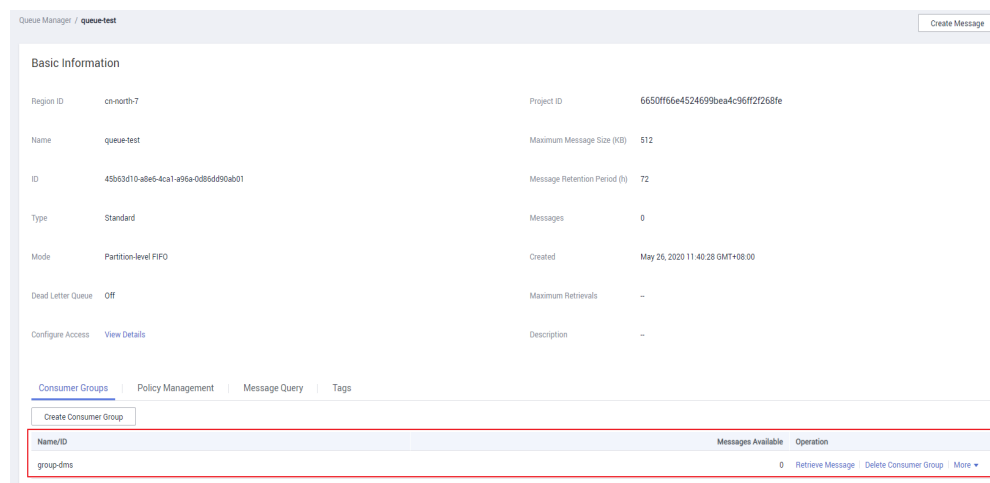 Queue Manager / queue-test
Create Message
Basic Information
Region ID cn-north-7 Project ID 6650ff66e4524699bea4c96ff2f268fe
Name queue-test Maximum Message Size (KB) 512
ID 45b63d10-a8e6-4ca1-a96a-0d86dd90ab01 Message Retention Period (h) 72
Type Standard Messages 0
Mode Partition-level FIFO Created May 26, 2020 11:40:28 GMT+08:00
Dead Letter Queue Off Maximum Retrievals --
Configure Access View Details Description --
Consumer Groups Policy Management Message Query Tags
Create Consumer Group
Name/ID Messages Available Operation
group-dms 0 Retrieve Message Delete Consumer Group More